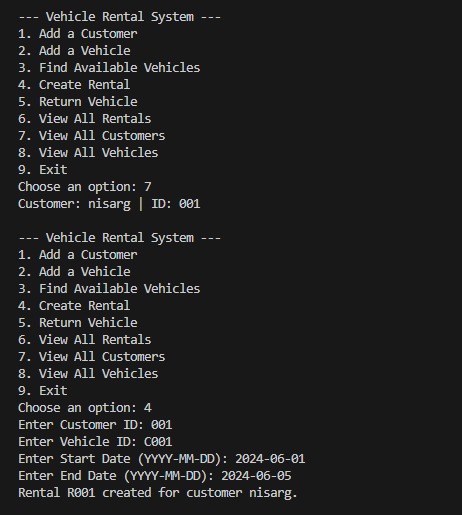 --- Vehicle Rental System ---
1. Add a Customer
2. Add a Vehicle
3. Find Available Vehicles
4. Create Rental
5. Return Vehicle
6. View All Rentals
7. View All Customers
8. View All Vehicles
9. Exit
Choose an option: 7
Customer: nisarg | ID: 001
--- Vehicle Rental System ---
1. Add a Customer
2. Add a Vehicle
3. Find Available Vehicles
4. Create Rental
5. Return Vehicle
6. View All Rentals
7. View All Customers
8. View All Vehicles
9. Exit
Choose an option: 4
Enter Customer ID: 001
Enter Vehicle ID: C001
Enter Start Date (YYYY-MM-DD): 2024-06-01
Enter End Date (YYYY-MM-DD): 2024-06-05
Rental R001 created for customer nisarg.